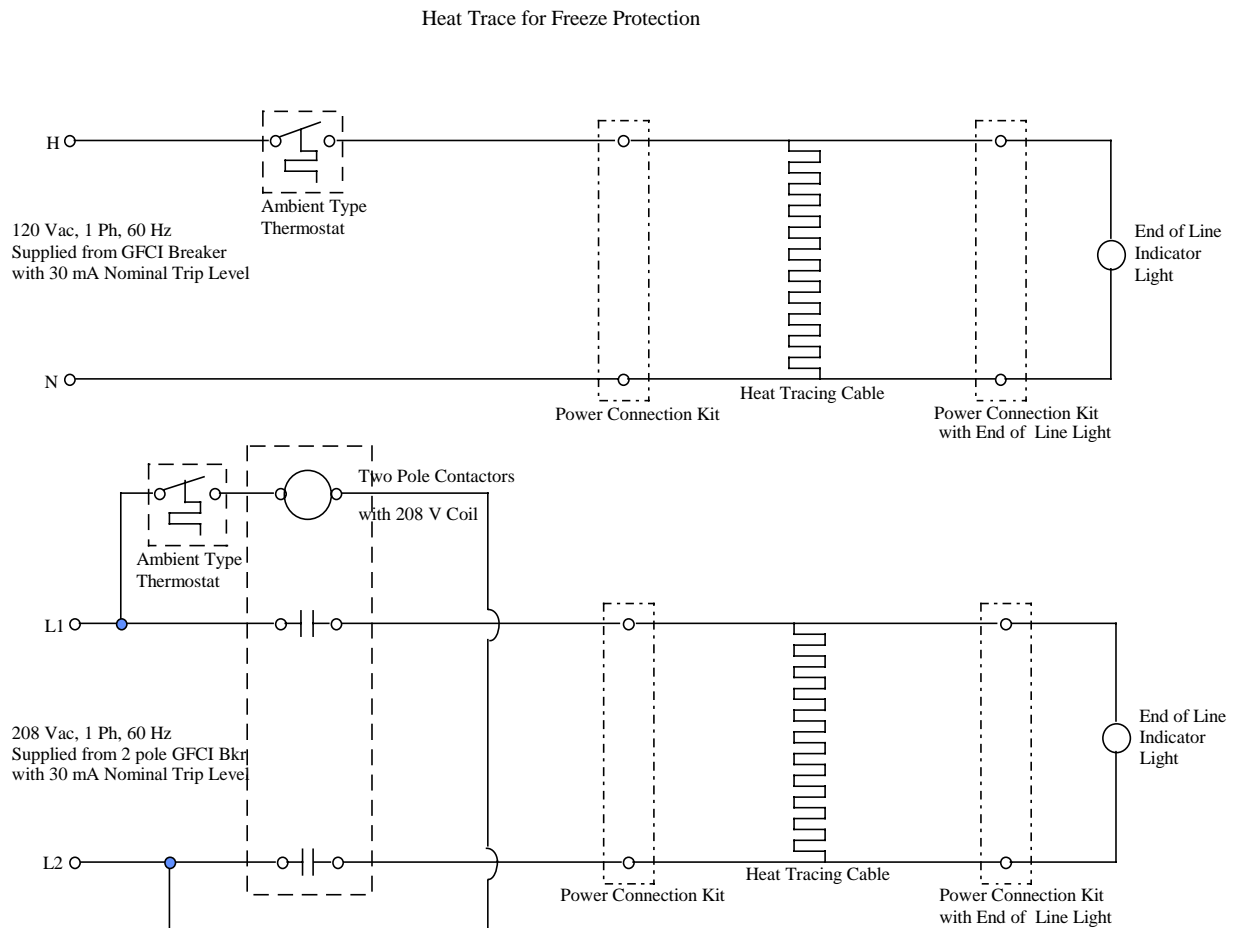 Heat Trace for Freeze Protection
H
Ambient Type
Thermostat
120 Vac, 1 Ph, 60 Hz
Supplied from GFCI Breaker
with 30 mA Nominal Trip Level
End of Line
Indicator
Light
N
Heat Tracing Cable
Power Connection Kit
Power Connection Kit
with End of Line Light
Two Pole Contactors
with 208 V Coil
Ambient Type
Thermostat
L1
208 Vac, 1 Ph, 60 Hz
Supplied from 2 pole GFCI Bkr
with 30 mA Nominal Trip Level
End of Line
Indicator
Light
L2
Heat Tracing Cable
Power Connection Kit
Power Connection Kit
with End of Line Light